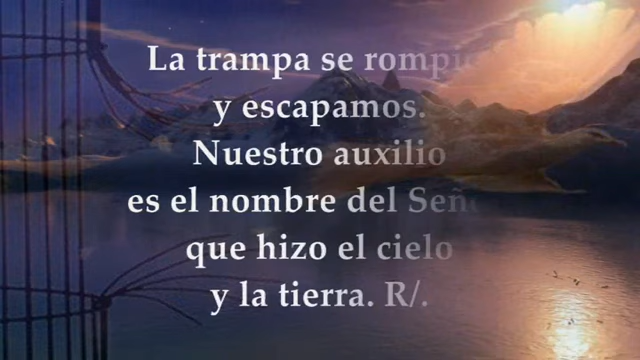 La trampa se rompió
y escapamos.
Nuestro auxilio
es el nombre del Señor
que hizo el cielo
y la tierra. R/.